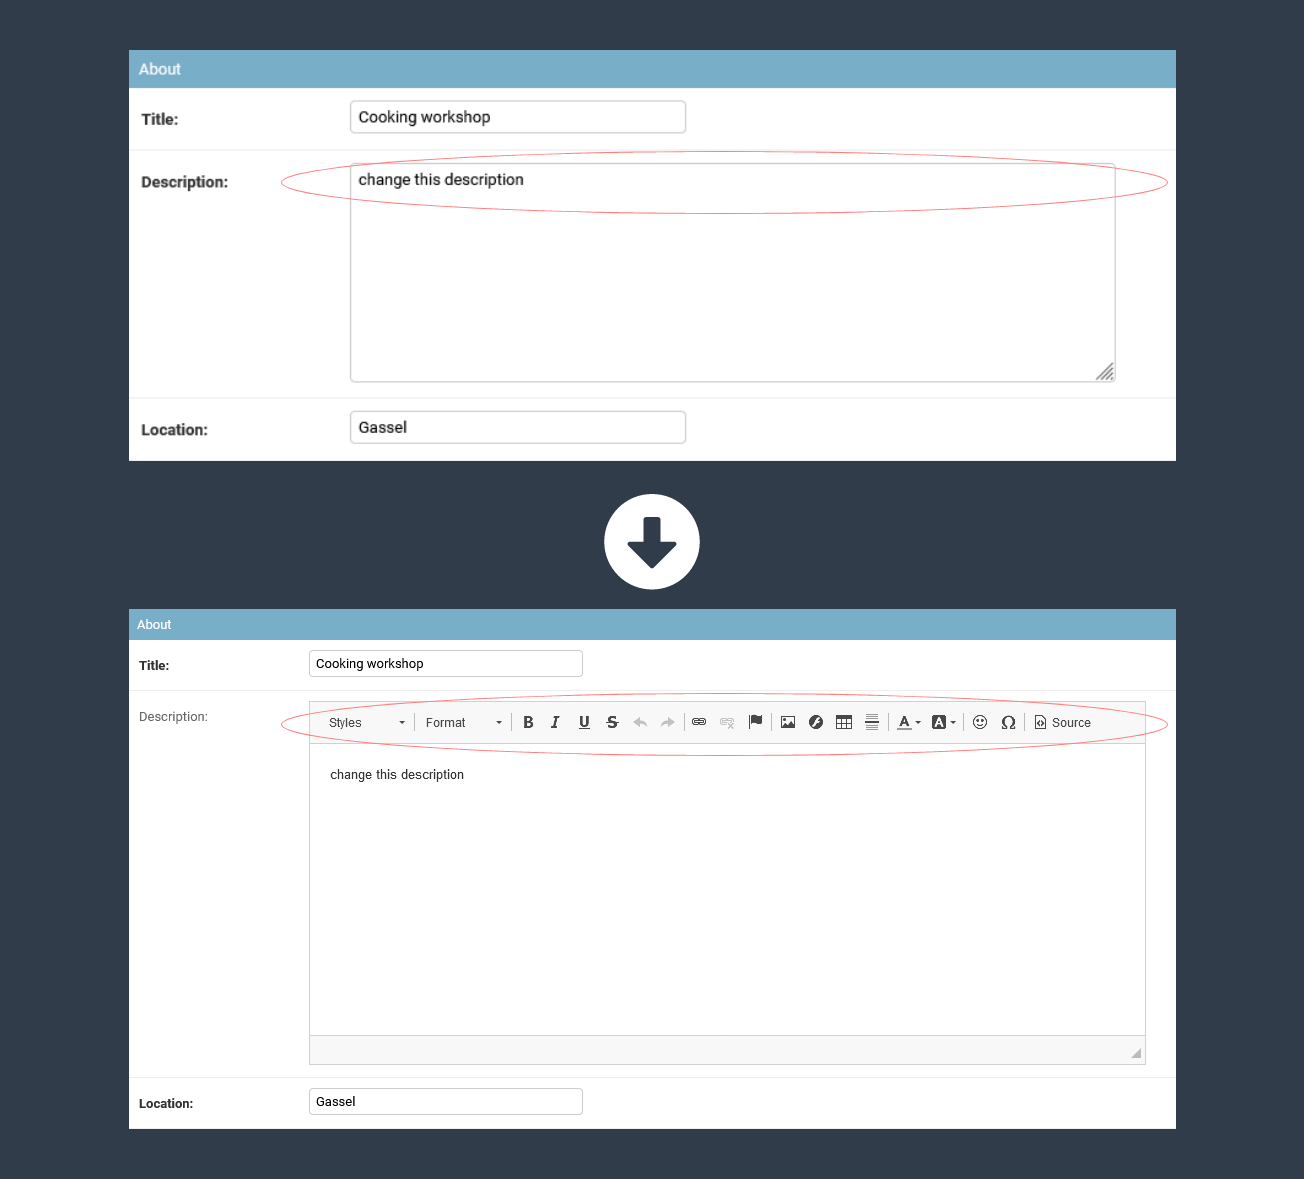 About
Title: Cooking workshop
Description: change this description
Location: Gassel
About
Title: Cooking workshop
Description: Styles Format B I U S A A Ω Source
change this description
Location: Gassel